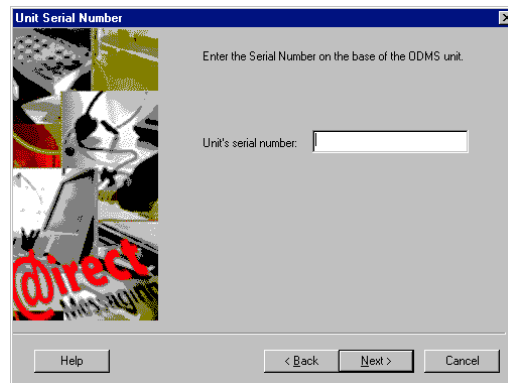 Unit Serial Number
Enter the Serial Number on the base of the ODMS unit.
Unit's serial number:
@irect
Messaging
Help
< Back
Next >
Cancel